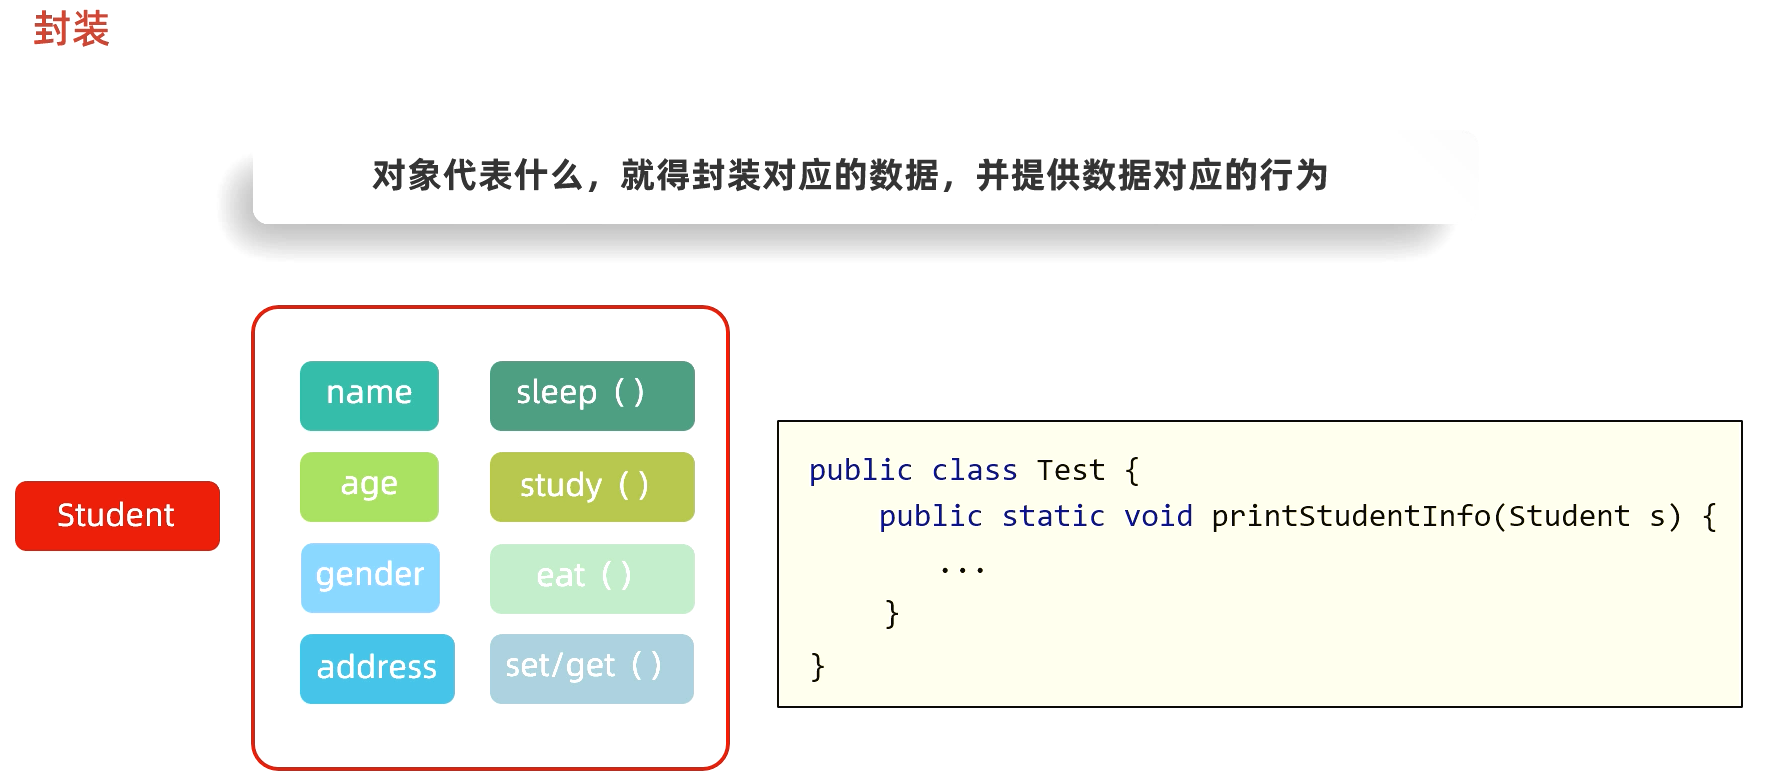 封装
对象代表什么，就得封装对应的数据，并提供数据对应的行为
Student
name
sleep（）
age
study（）
gender
eat（）
address
set/get（）
public class Test {
    public static void printStudentInfo(Student s) {
        ...
    }
}